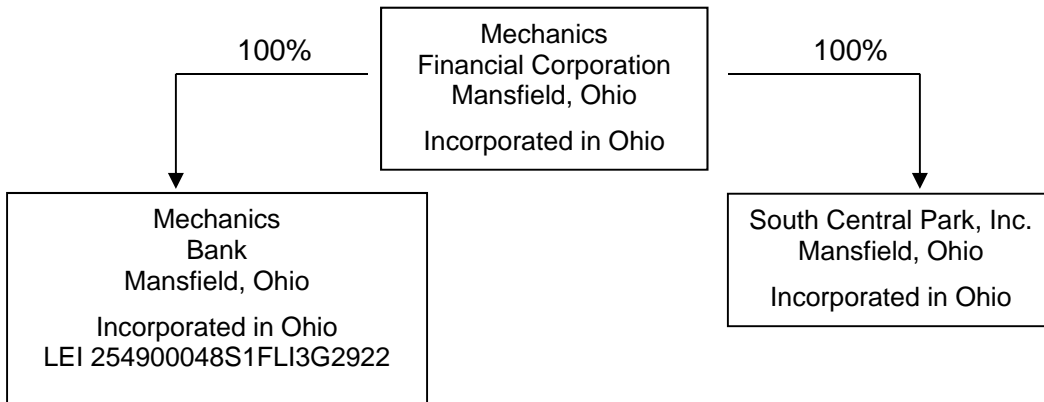 100%
Mechanics
Financial Corporation
Mansfield, Ohio
Incorporated in Ohio
100%
Mechanics
Bank
Mansfield, Ohio
Incorporated in Ohio
LEI 254900048S1FLI3G2922
South Central Park, Inc.
Mansfield, Ohio
Incorporated in Ohio